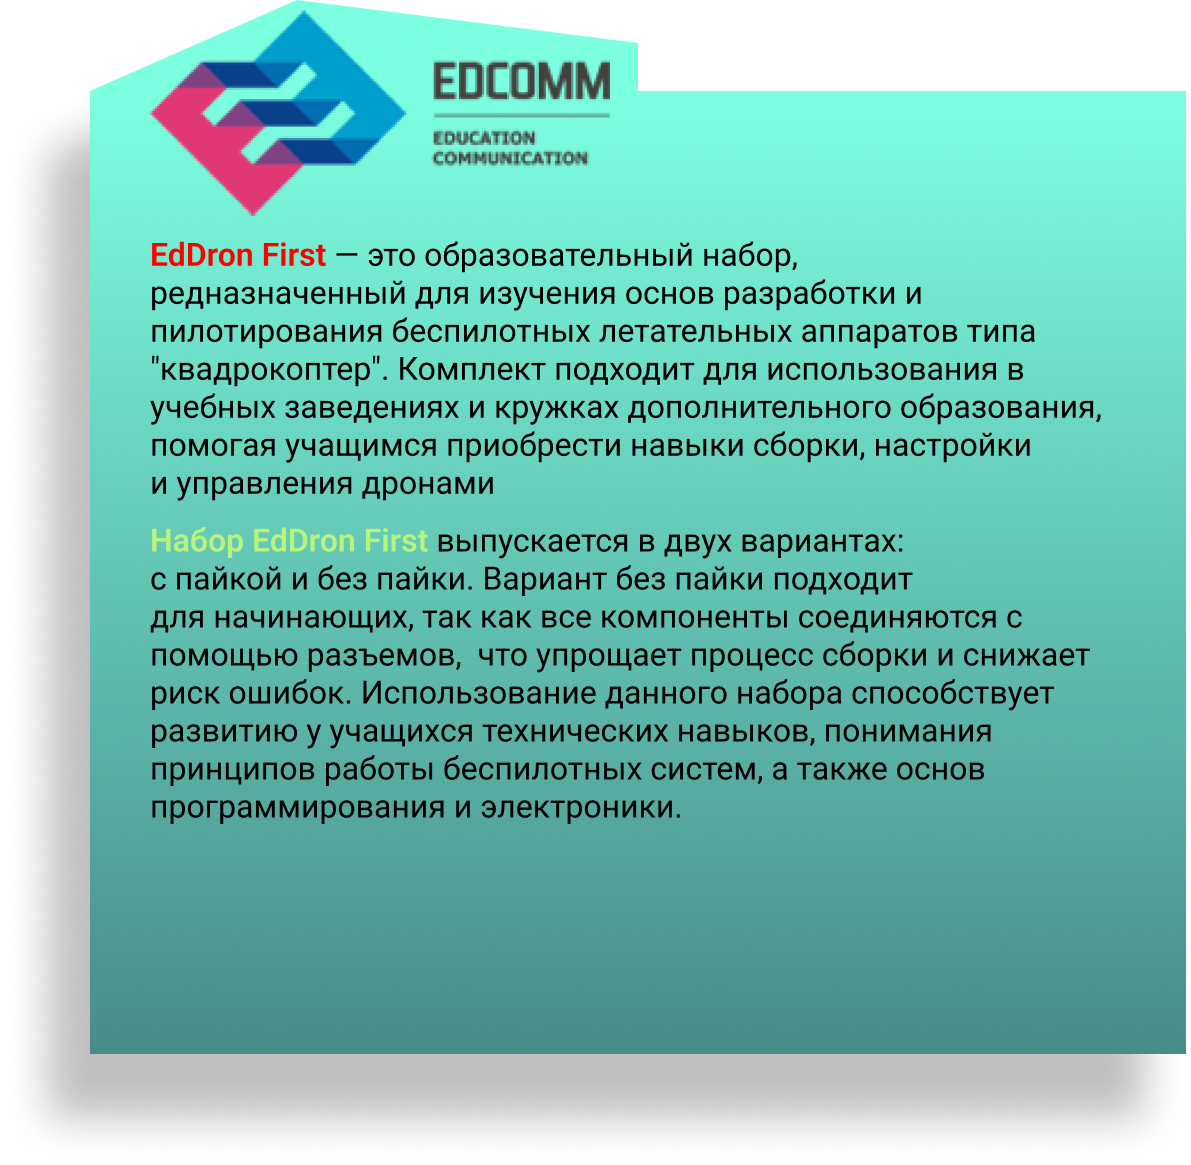 EDCOMM
EDUCATION
COMMUNICATION
EdDron First — это образовательный набор,
редназначенный для изучения основ разработки и
пилотирования беспилотных летательных аппаратов типа
"квадрокоптер". Комплект подходит для использования в
учебных заведениях и кружках дополнительного образования,
помогая учащимся приобрести навыки сборки, настройки
и управления дронами
Набор EdDron First выпускается в двух вариантах:
с пайкой и без пайки. Вариант без пайки подходит
для начинающих, так как все компоненты соединяются с
помощью разъемов,  что упрощает процесс сборки и снижает
риск ошибок. Использование данного набора способствует
развитию у учащихся технических навыков, понимания
принципов работы беспилотных систем, а также основ
программирования и электроники.